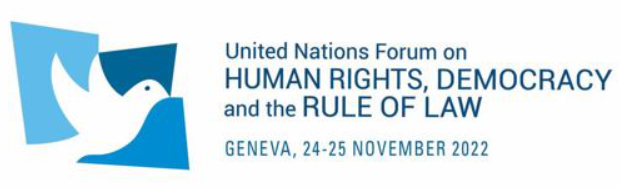 United Nations Forum on
HUMAN RIGHTS, DEMOCRACY
and the RULE OF LAW
GENEVA, 24-25 NOVEMBER 2022